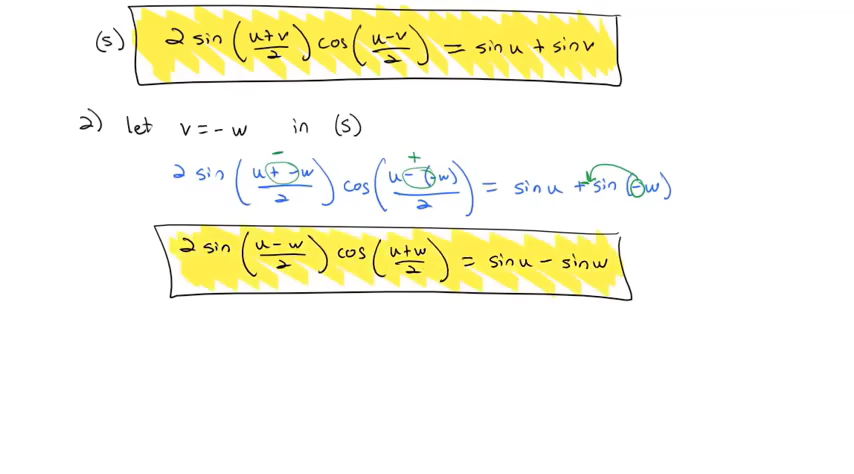 (s) 2 sin ((u+v)/2) cos ((u-v)/2) = sin u + sin v
2) let v = - w in (s)
- +
2 sin ((u + - w)/2) cos ((u - (-w))/2) = sin u + sin (-w)
2 sin ((u - w)/2) cos ((u+w)/2) = sin u - sin w